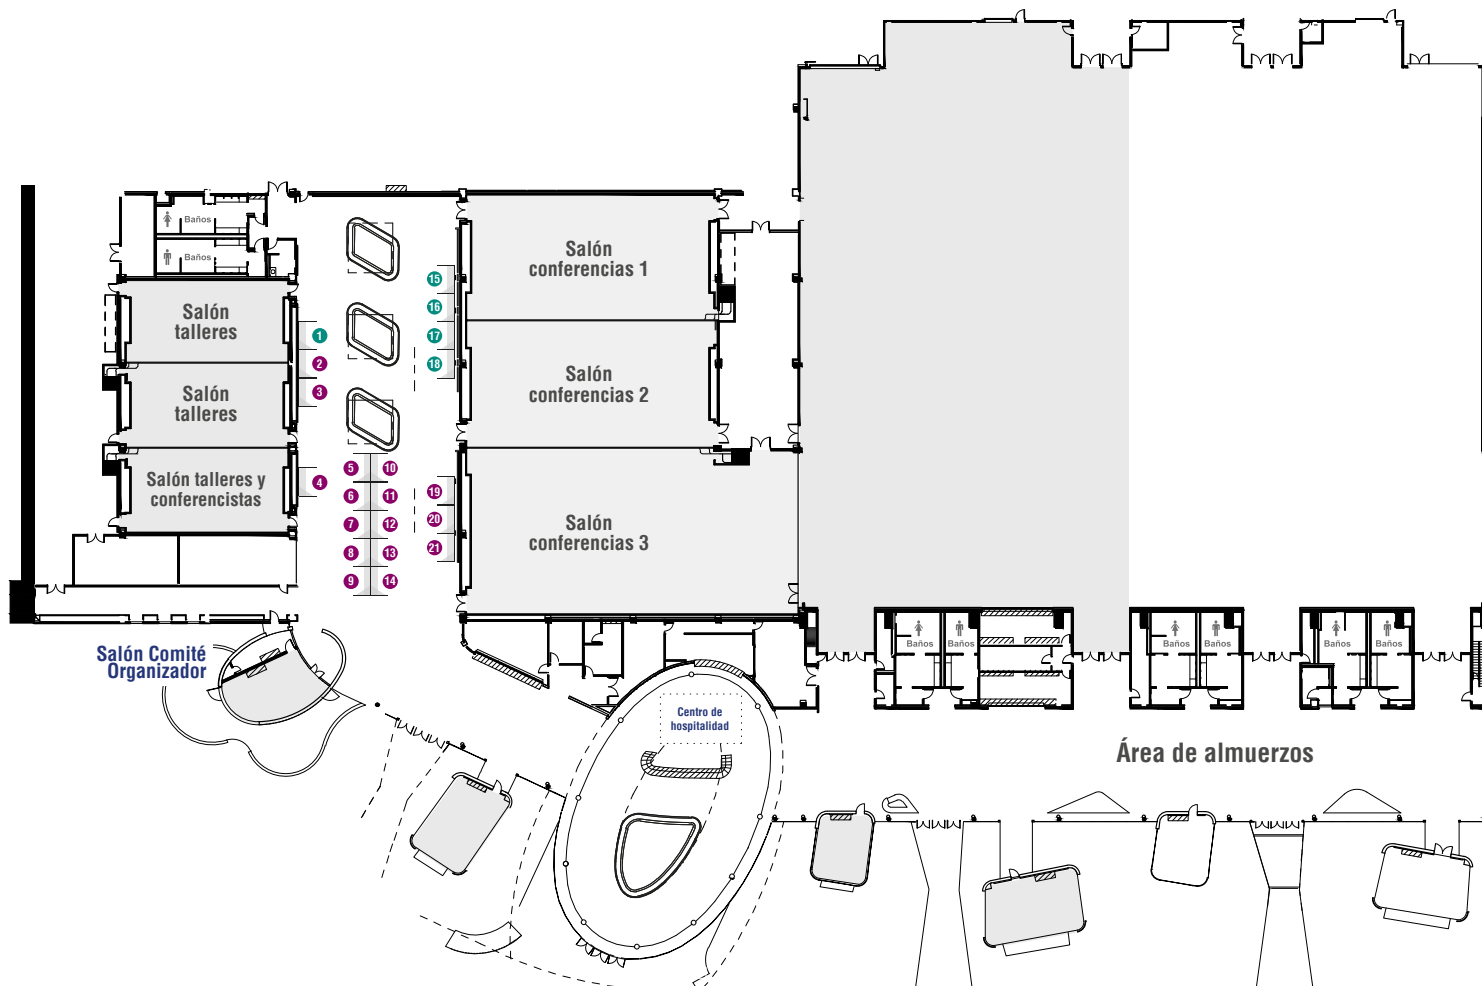 Baños
Baños
Salón
talleres
Salón
talleres
Salón talleres y
conferencistas
1
2
3
4
5
6
7
8
9
10
11
12
13
14
15
16
17
18
19
20
21
Salón
conferencias 1
Salón
conferencias 2
Salón
conferencias 3
Salón Comité
Organizador
Centro de
hospitalidad
Baños
Baños
Baños
Baños
Baños
Baños
Área de almuerzos